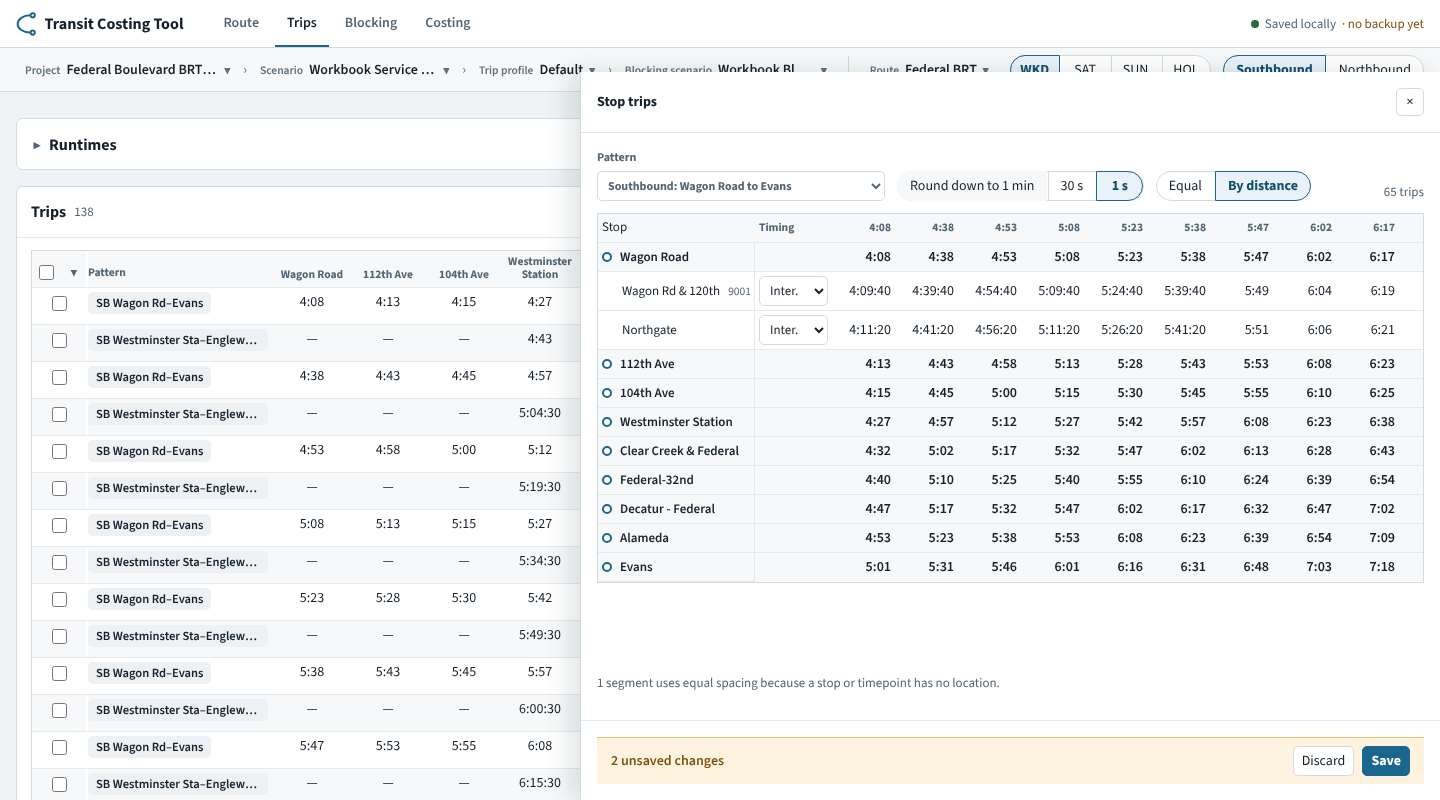 Transit Costing Tool Route Trips Blocking Costing Saved locally · no backup yet
Project Federal Boulevard BRT… ▼ › Scenario Workbook Service … ▼ › Trip profile Default ▼ › Blocking scenario Workbook Bl… ▼ Route Federal BRT ▼ WKD SAT SUN HOL Southbound Northbound
► Runtimes
Trips 138
▼ Pattern Wagon Road 112th Ave 104th Ave Westminster Station
SB Wagon Rd–Evans 4:08 4:13 4:15 4:27
SB Westminster Sta–Englew… — — — 4:43
SB Wagon Rd–Evans 4:38 4:43 4:45 4:57
SB Westminster Sta–Englew… — — — 5:04:30
SB Wagon Rd–Evans 4:53 4:58 5:00 5:12
SB Westminster Sta–Englew… — — — 5:19:30
SB Wagon Rd–Evans 5:08 5:13 5:15 5:27
SB Westminster Sta–Englew… — — — 5:34:30
SB Wagon Rd–Evans 5:23 5:28 5:30 5:42
SB Westminster Sta–Englew… — — — 5:49:30
SB Wagon Rd–Evans 5:38 5:43 5:45 5:57
SB Westminster Sta–Englew… — — — 6:00:30
SB Wagon Rd–Evans 5:47 5:53 5:55 6:08
SB Westminster Sta–Englew… — — — 6:15:30
Stop trips ×
Pattern
Southbound: Wagon Road to Evans Round down to 1 min 30 s 1 s Equal By distance 65 trips
Stop Timing 4:08 4:38 4:53 5:08 5:23 5:38 5:47 6:02 6:17
Wagon Road 4:08 4:38 4:53 5:08 5:23 5:38 5:47 6:02 6:17
Wagon Rd & 120th 9001 Inter. 4:09:40 4:39:40 4:54:40 5:09:40 5:24:40 5:39:40 5:49 6:04 6:19
Northgate Inter. 4:11:20 4:41:20 4:56:20 5:11:20 5:26:20 5:41:20 5:51 6:06 6:21
112th Ave 4:13 4:43 4:58 5:13 5:28 5:43 5:53 6:08 6:23
104th Ave 4:15 4:45 5:00 5:15 5:30 5:45 5:55 6:10 6:25
Westminster Station 4:27 4:57 5:12 5:27 5:42 5:57 6:08 6:23 6:38
Clear Creek & Federal 4:32 5:02 5:17 5:32 5:47 6:02 6:13 6:28 6:43
Federal-32nd 4:40 5:10 5:25 5:40 5:55 6:10 6:24 6:39 6:54
Decatur - Federal 4:47 5:17 5:32 5:47 6:02 6:17 6:32 6:47 7:02
Alameda 4:53 5:23 5:38 5:53 6:08 6:23 6:39 6:54 7:09
Evans 5:01 5:31 5:46 6:01 6:16 6:31 6:48 7:03 7:18
1 segment uses equal spacing because a stop or timepoint has no location.
2 unsaved changes Discard Save